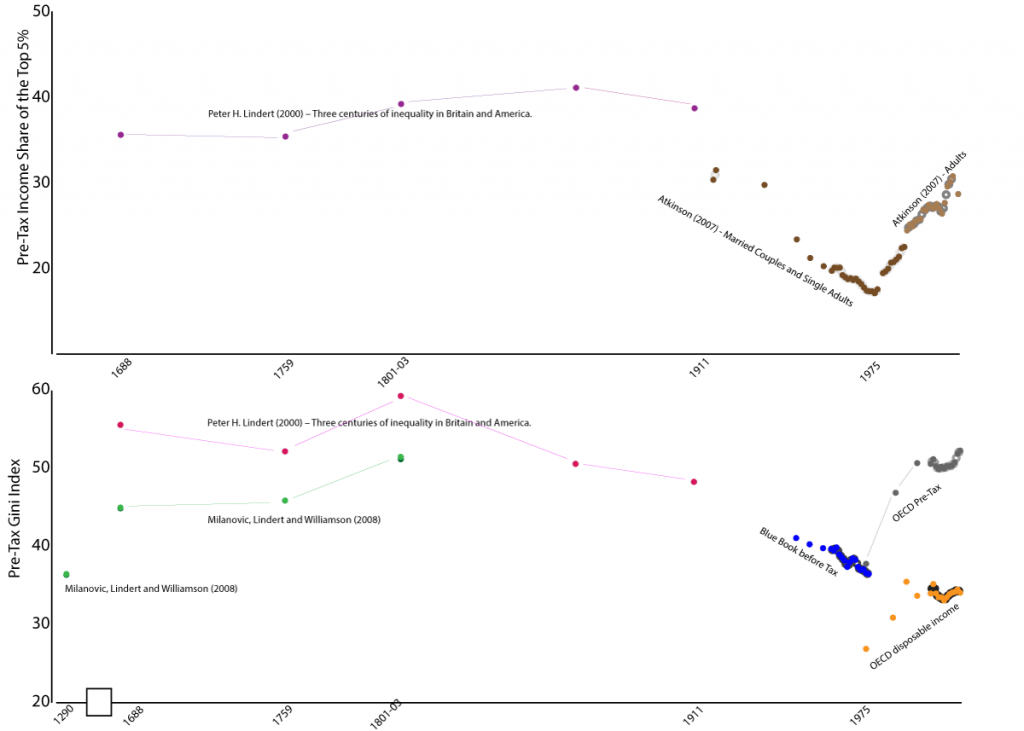 Pre-Tax Income Share of the Top 5%
50
40
30
20
Peter H. Lindert (2000) – Three centuries of inequality in Britain and America.
Atkinson (2007) - Married Couples and Single Adults
Atkinson (2007) - Adults
1688
1759
1801-03
1911
1975
Pre-Tax Gini Index
60
50
40
30
20
Peter H. Lindert (2000) – Three centuries of inequality in Britain and America.
Milanovic, Lindert and Williamson (2008)
Milanovic, Lindert and Williamson (2008)
Blue Book before Tax
OECD Pre-Tax
OECD disposable income
1290
1688
1759
1801-03
1911
1975